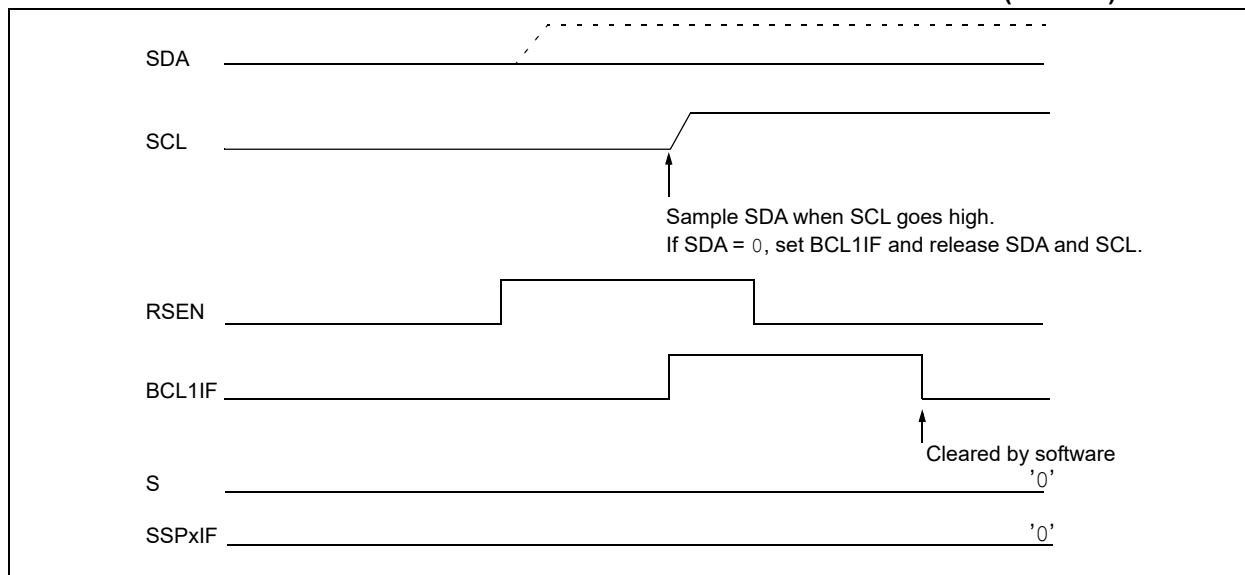 SDA
SCL
Sample SDA when SCL goes high.
If SDA = 0, set BCL1IF and release SDA and SCL.
RSEN
BCL1IF
Cleared by software
S '0'
SSPxIF '0'